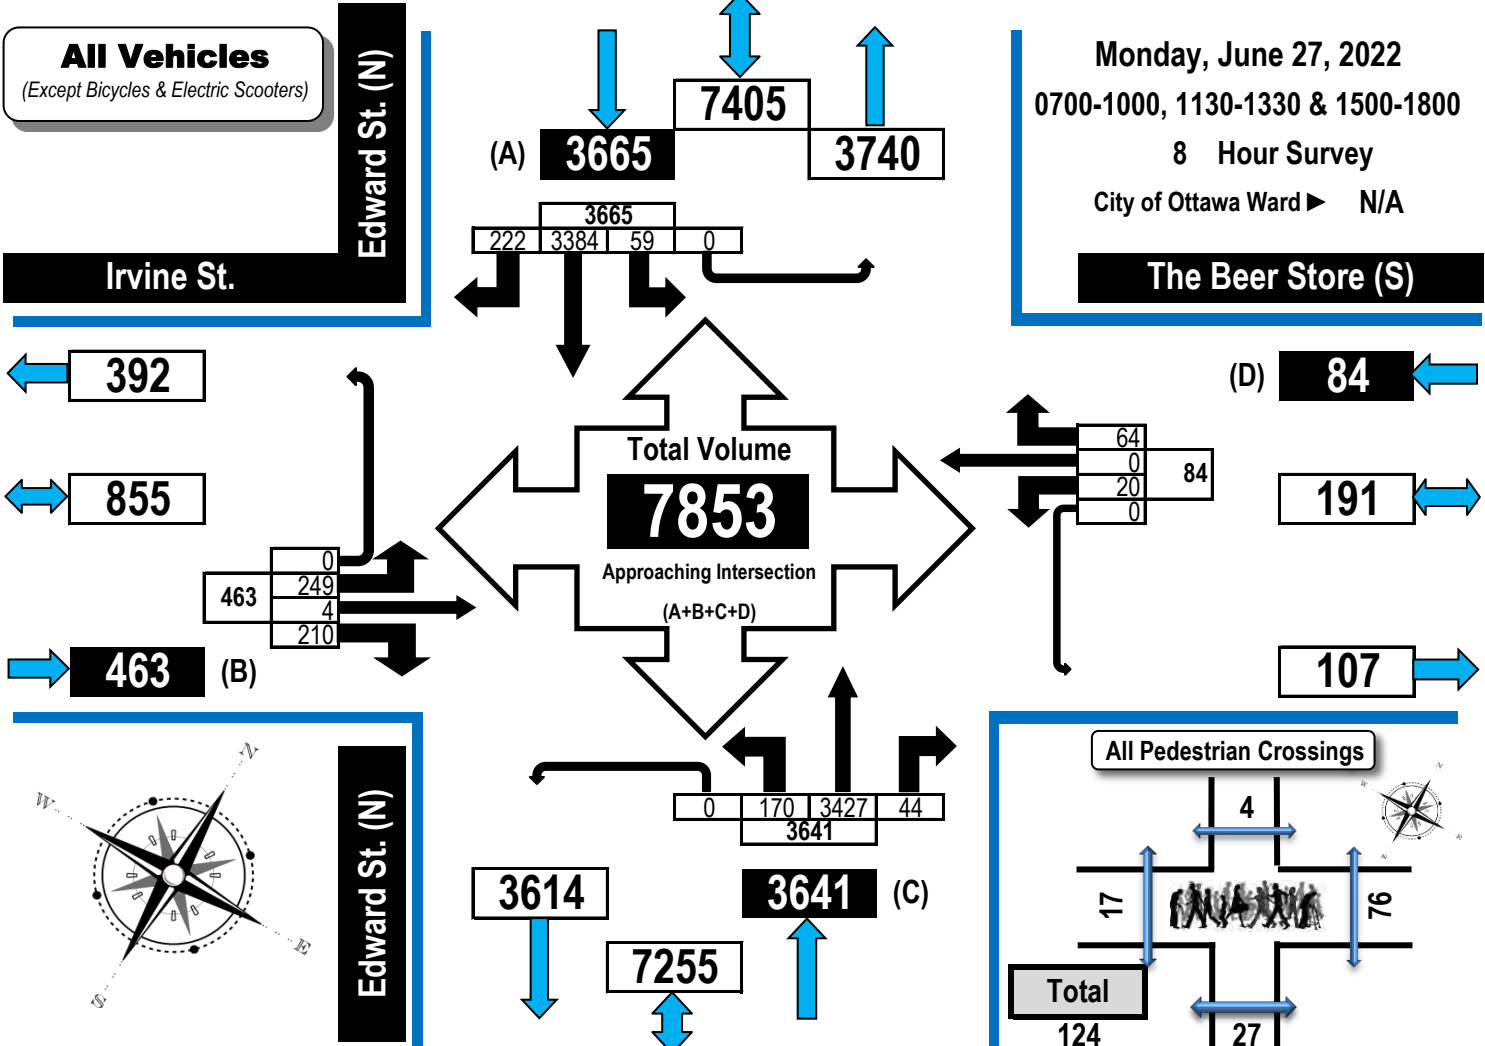 All Vehicles
(Except Bicycles & Electric Scooters)
Edward St. (N)
Irvine St.
7405
(A) 3665
3740
3665
222 3384 59 0
Monday, June 27, 2022
0700-1000, 1130-1330 & 1500-1800
8 Hour Survey
City of Ottawa Ward ► N/A
The Beer Store (S)
392
855
0
249
4
210
463
463 (B)
Total Volume
7853
Approaching Intersection
(A+B+C+D)
(D) 84
64
0
20
0
84
191
107
N
W
E
S
Edward St. (N)
0 170 3427 44
3641
3614
3641 (C)
7255
All Pedestrian Crossings
4
17
76
Total
124
27
N
W
E
S